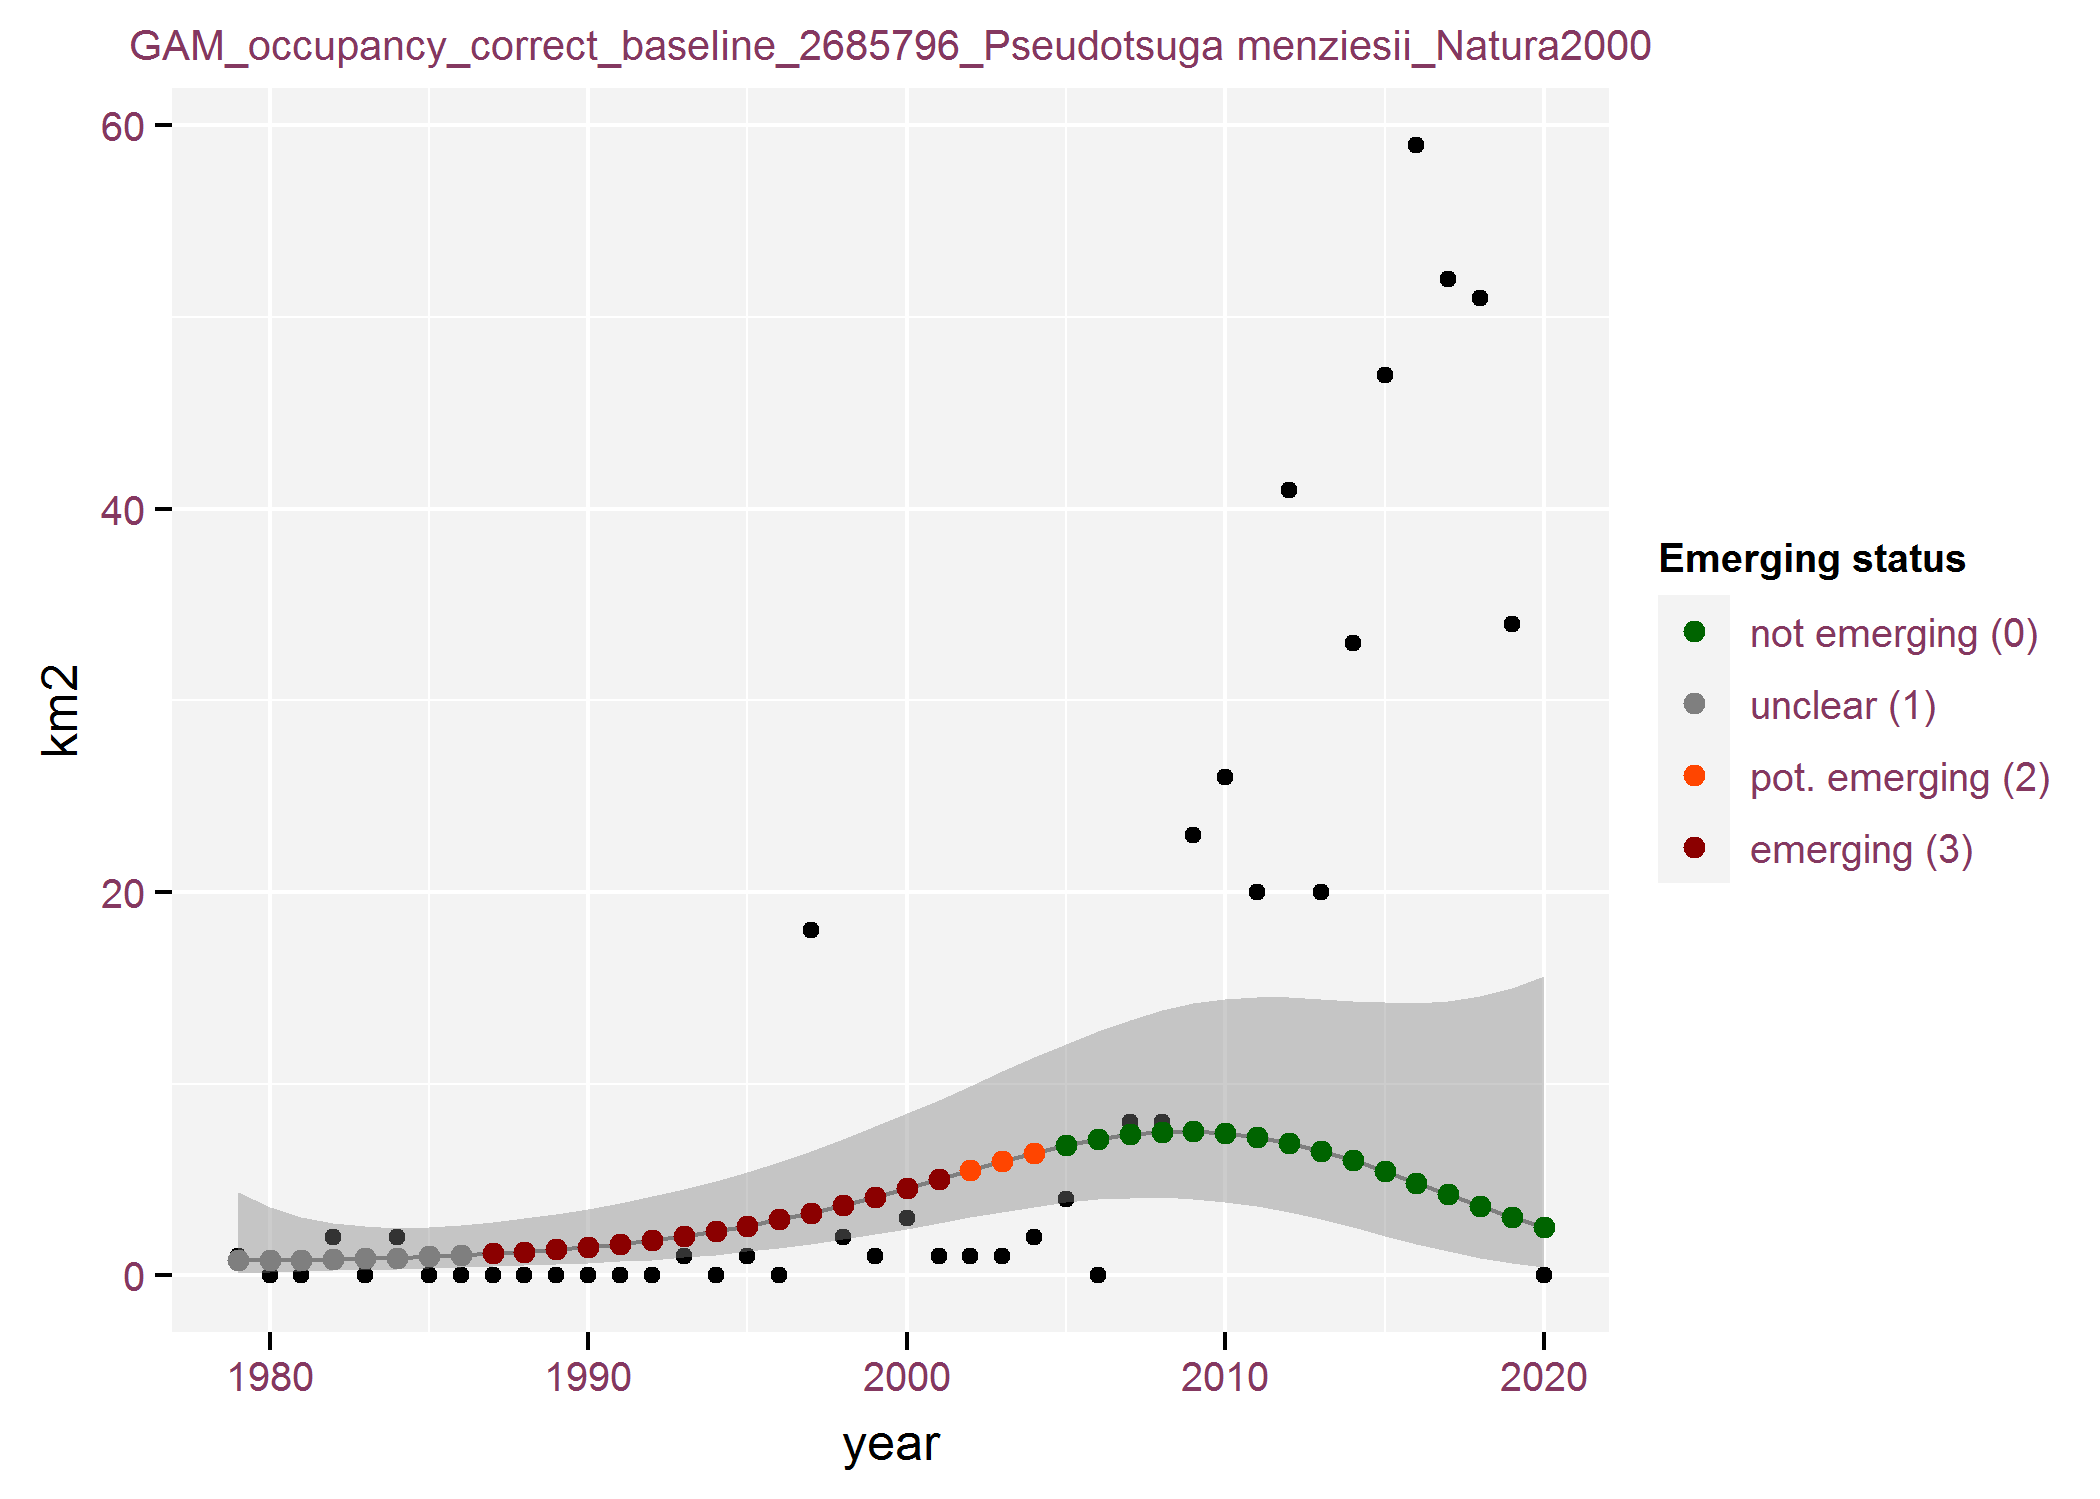 GAM_occupancy_correct_baseline_2685796_Pseudotsuga menziesii_Natura2000
60
40
20
0
km2
1980 1990 2000 2010 2020
year
Emerging status
not emerging (0)
unclear (1)
pot. emerging (2)
emerging (3)